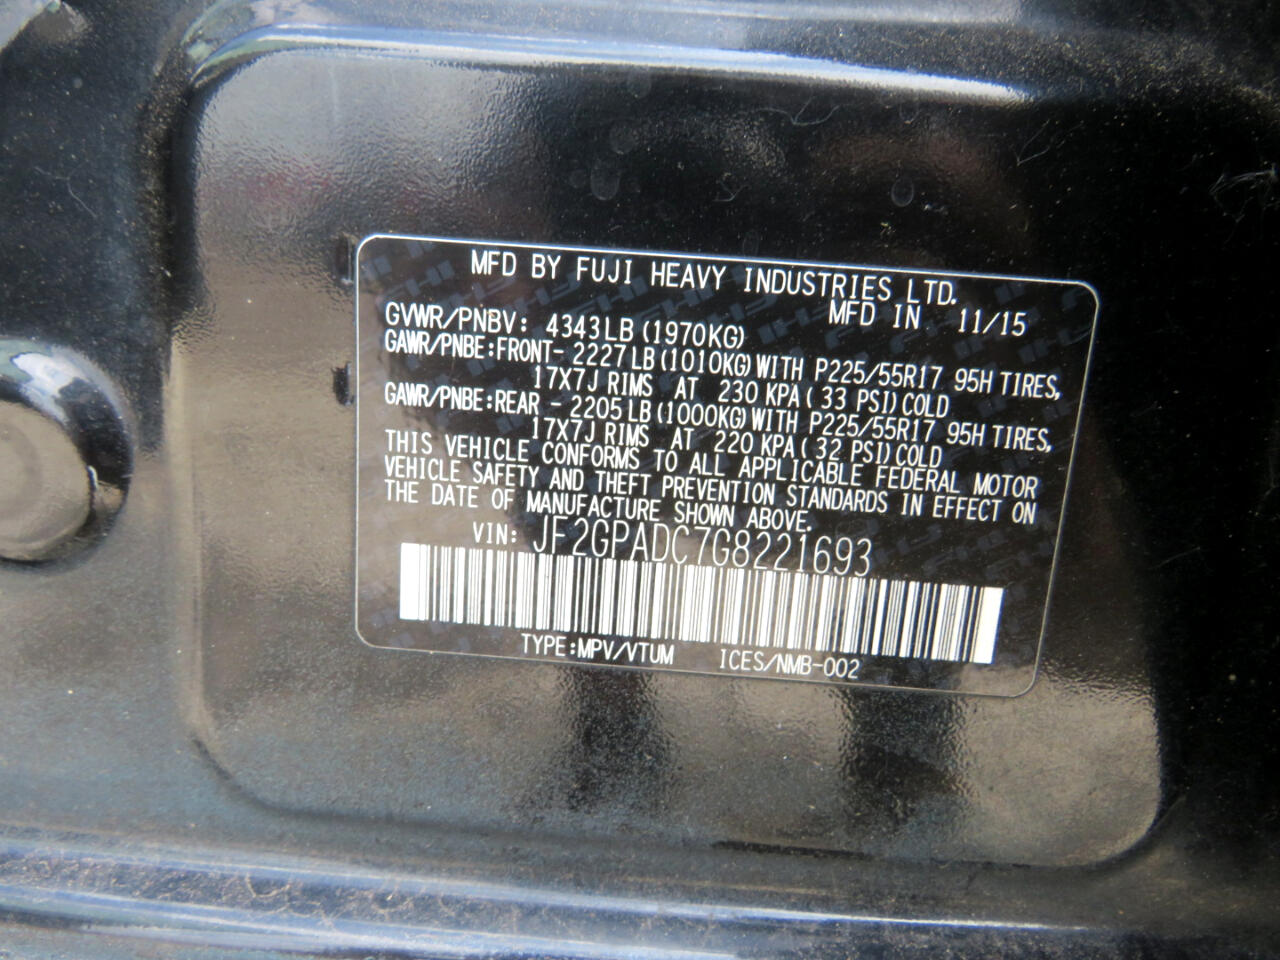 MFD BY FUJI HEAVY INDUSTRIES LTD.
MFD IN 11/15
GVWR/PNBV: 4343LB(1970KG)
GAWR/PNBE:FRONT- 2227LB(1010KG)WITH P225/55R17 95H TIRES,
17X7J RIMS AT 230 KPA( 33 PSI)COLD
GAWR/PNBE:REAR - 2205LB(1000KG)WITH P225/55R17 95H TIRES,
17X7J RIMS AT 220 KPA( 32 PSI)COLD
THIS VEHICLE CONFORMS TO ALL APPLICABLE FEDERAL MOTOR
VEHICLE SAFETY AND THEFT PREVENTION STANDARDS IN EFFECT ON
THE DATE OF MANUFACTURE SHOWN ABOVE.
VIN: JF2GPADC7G8221693
TYPE:MPV/VTUM ICES/NMB-002